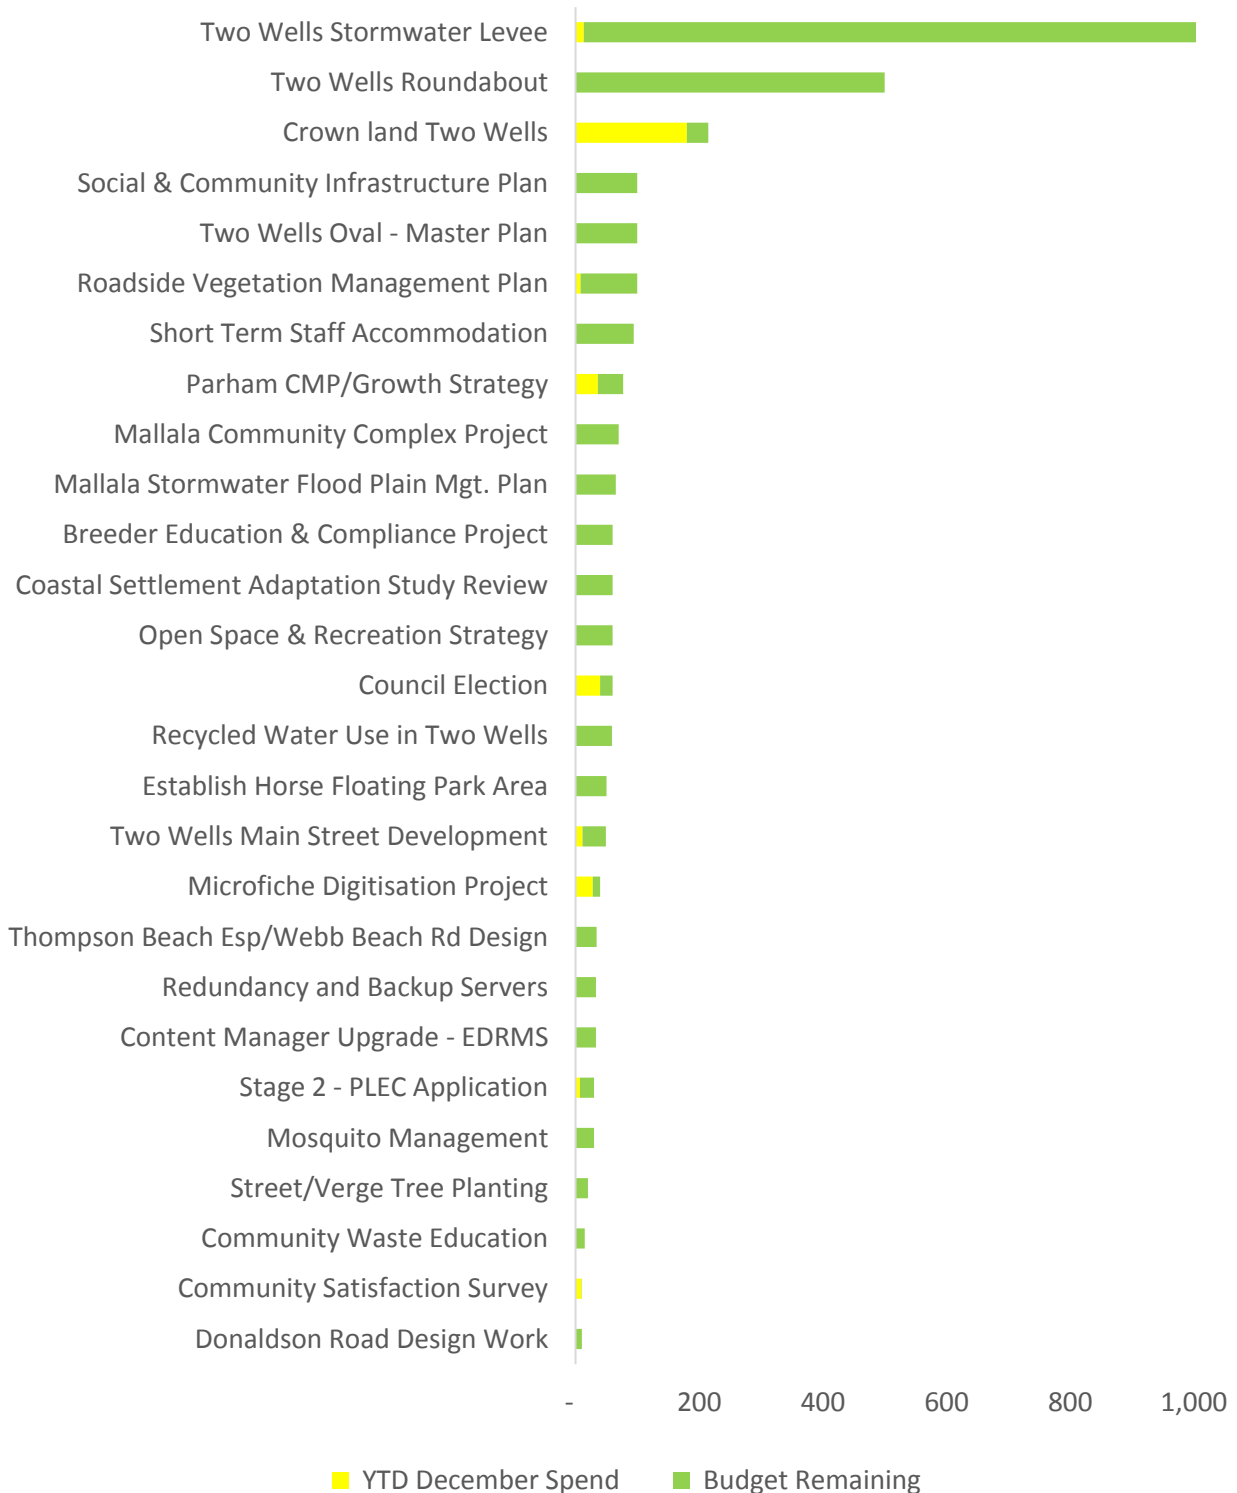 Two Wells Stormwater Levee
Two Wells Roundabout
Crown land Two Wells
Social & Community Infrastructure Plan
Two Wells Oval - Master Plan
Roadside Vegetation Management Plan
Short Term Staff Accommodation
Parham CMP/Growth Strategy
Mallala Community Complex Project
Mallala Stormwater Flood Plain Mgt. Plan
Breeder Education & Compliance Project
Coastal Settlement Adaptation Study Review
Open Space & Recreation Strategy
Council Election
Recycled Water Use in Two Wells
Establish Horse Floating Park Area
Two Wells Main Street Development
Microfiche Digitisation Project
Thompson Beach Esp/Webb Beach Rd Design
Redundancy and Backup Servers
Content Manager Upgrade - EDRMS
Stage 2 - PLEC Application
Mosquito Management
Street/Verge Tree Planting
Community Waste Education
Community Satisfaction Survey
Donaldson Road Design Work
- 200 400 600 800 1,000
YTD December Spend Budget Remaining